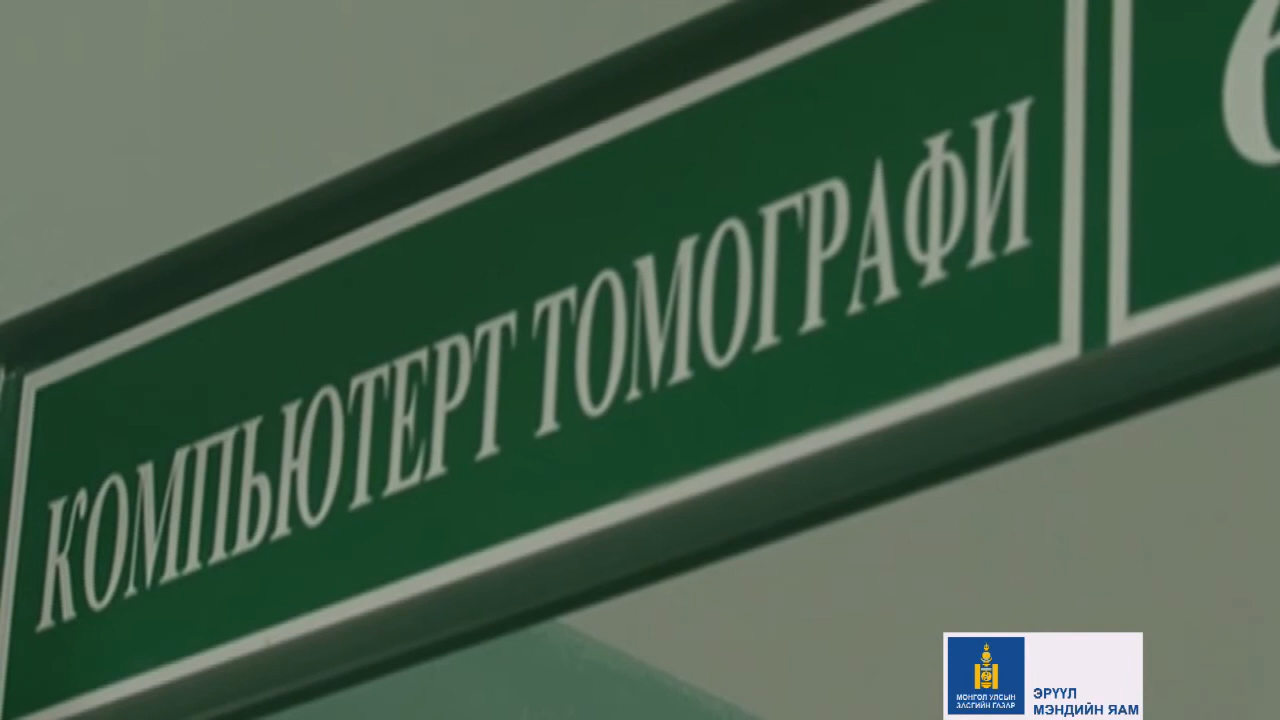 КОМПЬЮТЕРТ ТОМОГРАФИ
МОНГОЛ УЛСЫН
ЗАСГИЙН ГАЗАР
ЭРҮҮЛ
МЭНДИЙН ЯАМ